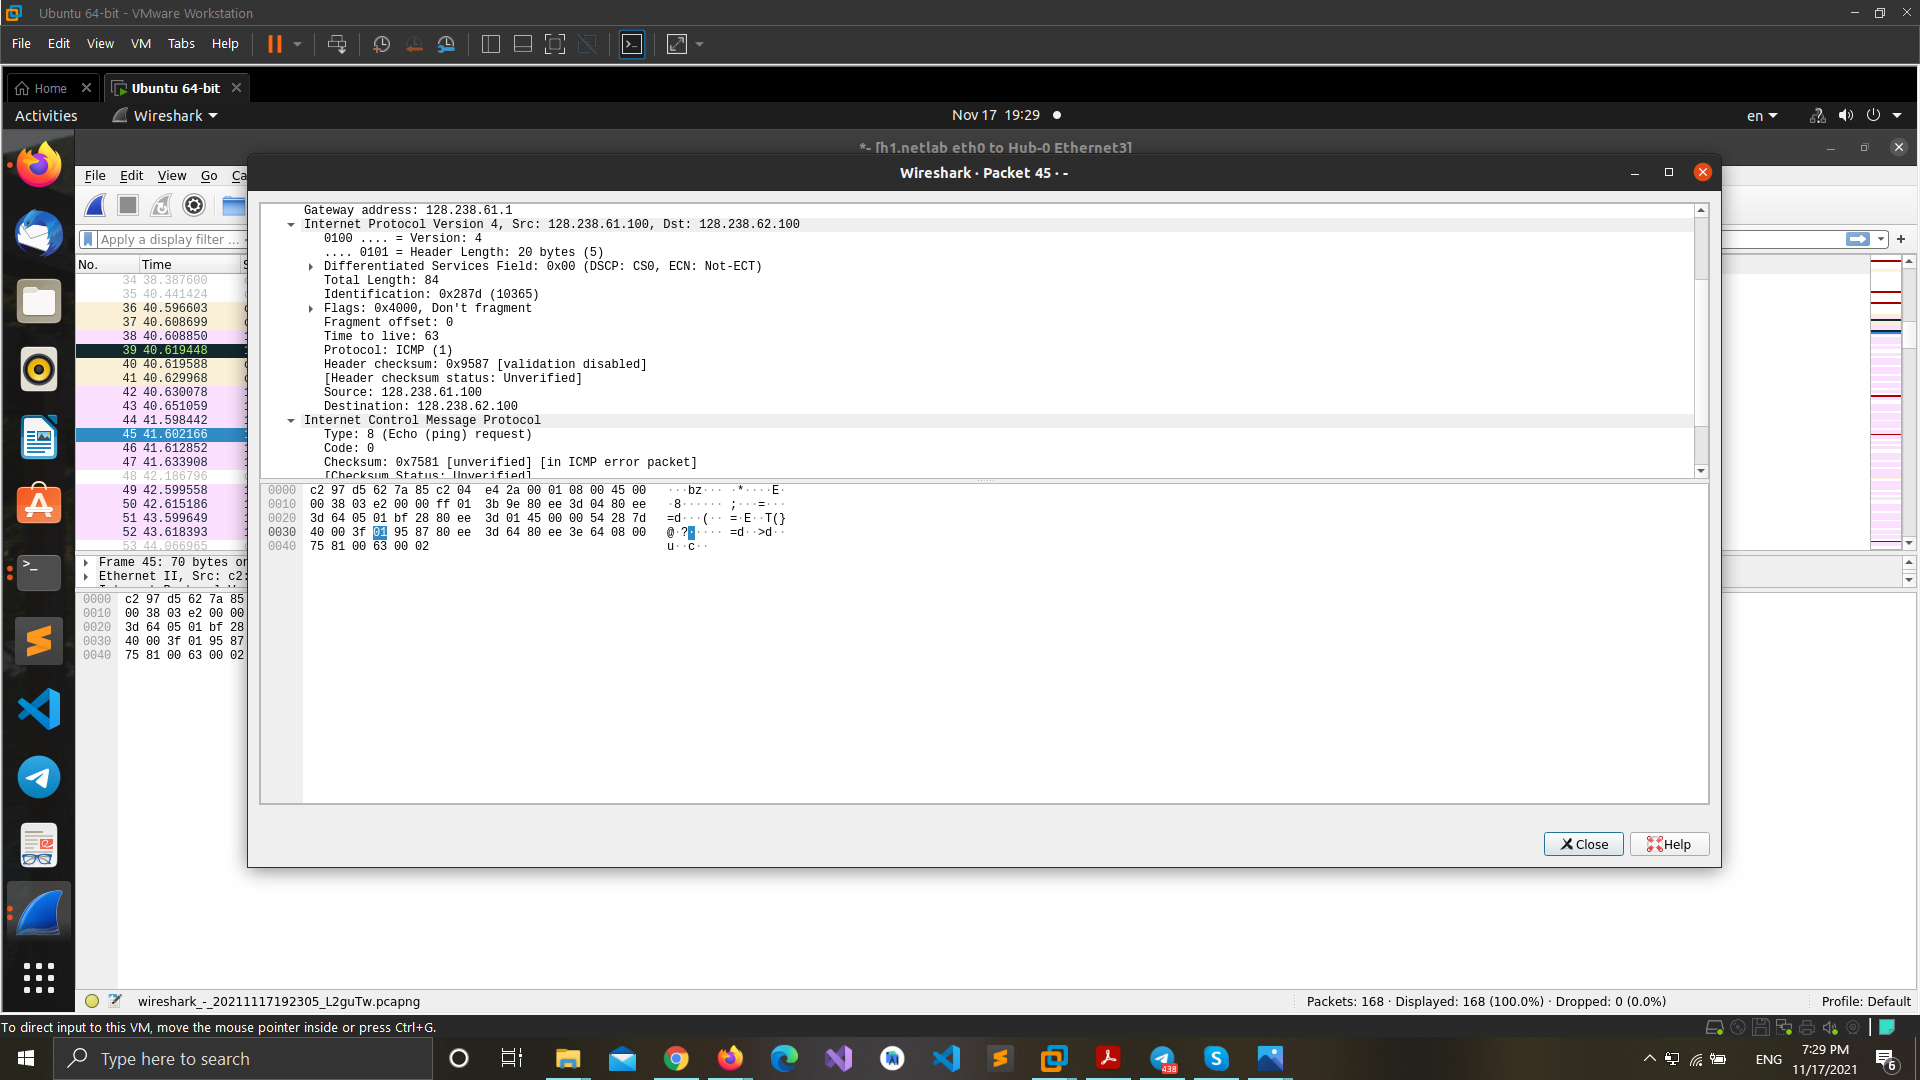 Ubuntu 64-bit - VMware Workstation
File Edit View VM Tabs Help
Home
Ubuntu 64-bit
Activities Wireshark Nov 17 19:29 en
*- [h1.netlab eth0 to Hub-0 Ethernet3]
Wireshark · Packet 45 · -
File Edit View Go Ca
Apply a display filter ...
No. Time S
34 38.387600
35 40.441424
36 40.596603
37 40.608699
38 40.608850
39 40.619448
40 40.619588
41 40.629968
42 40.630078
43 40.651059
44 41.598442
45 41.602166
46 41.612852
47 41.633908
48 42.186796
49 42.599558
50 42.615186
51 43.599649
52 43.618393
53 44.066965
Frame 45: 70 bytes on
Ethernet II, Src: c2:
0000 c2 97 d5 62 7a 85
0010 00 38 03 e2 00 00
0020 3d 64 05 01 bf 28
0030 40 00 3f 01 95 87
0040 75 81 00 63 00 02
Gateway address: 128.238.61.1
Internet Protocol Version 4, Src: 128.238.61.100, Dst: 128.238.62.100
0100 .... = Version: 4
.... 0101 = Header Length: 20 bytes (5)
Differentiated Services Field: 0x00 (DSCP: CS0, ECN: Not-ECT)
Total Length: 84
Identification: 0x287d (10365)
Flags: 0x4000, Don't fragment
Fragment offset: 0
Time to live: 63
Protocol: ICMP (1)
Header checksum: 0x9587 [validation disabled]
[Header checksum status: Unverified]
Source: 128.238.61.100
Destination: 128.238.62.100
Internet Control Message Protocol
Type: 8 (Echo (ping) request)
Code: 0
Checksum: 0x7581 [unverified] [in ICMP error packet]
[Checksum Status: Unverified]
0000 c2 97 d5 62 7a 85 c2 04 e4 2a 00 01 08 00 45 00 ···bz··· ·*····E·
0010 00 38 03 e2 00 00 ff 01 3b 9e 80 ee 3d 04 80 ee ·8······ ;···=···
0020 3d 64 05 01 bf 28 80 ee 3d 01 45 00 00 54 28 7d =d···(·· =·E··T(}
0030 40 00 3f 01 95 87 80 ee 3d 64 80 ee 3e 64 08 00 @·?····· =d··>d··
0040 75 81 00 63 00 02 u··c··
Close Help
wireshark_-_20211117192305_L2guTw.pcapng Packets: 168 · Displayed: 168 (100.0%) · Dropped: 0 (0.0%) Profile: Default
To direct input to this VM, move the mouse pointer inside or press Ctrl+G.
Type here to search
438
ENG
7:29 PM
11/17/2021
6